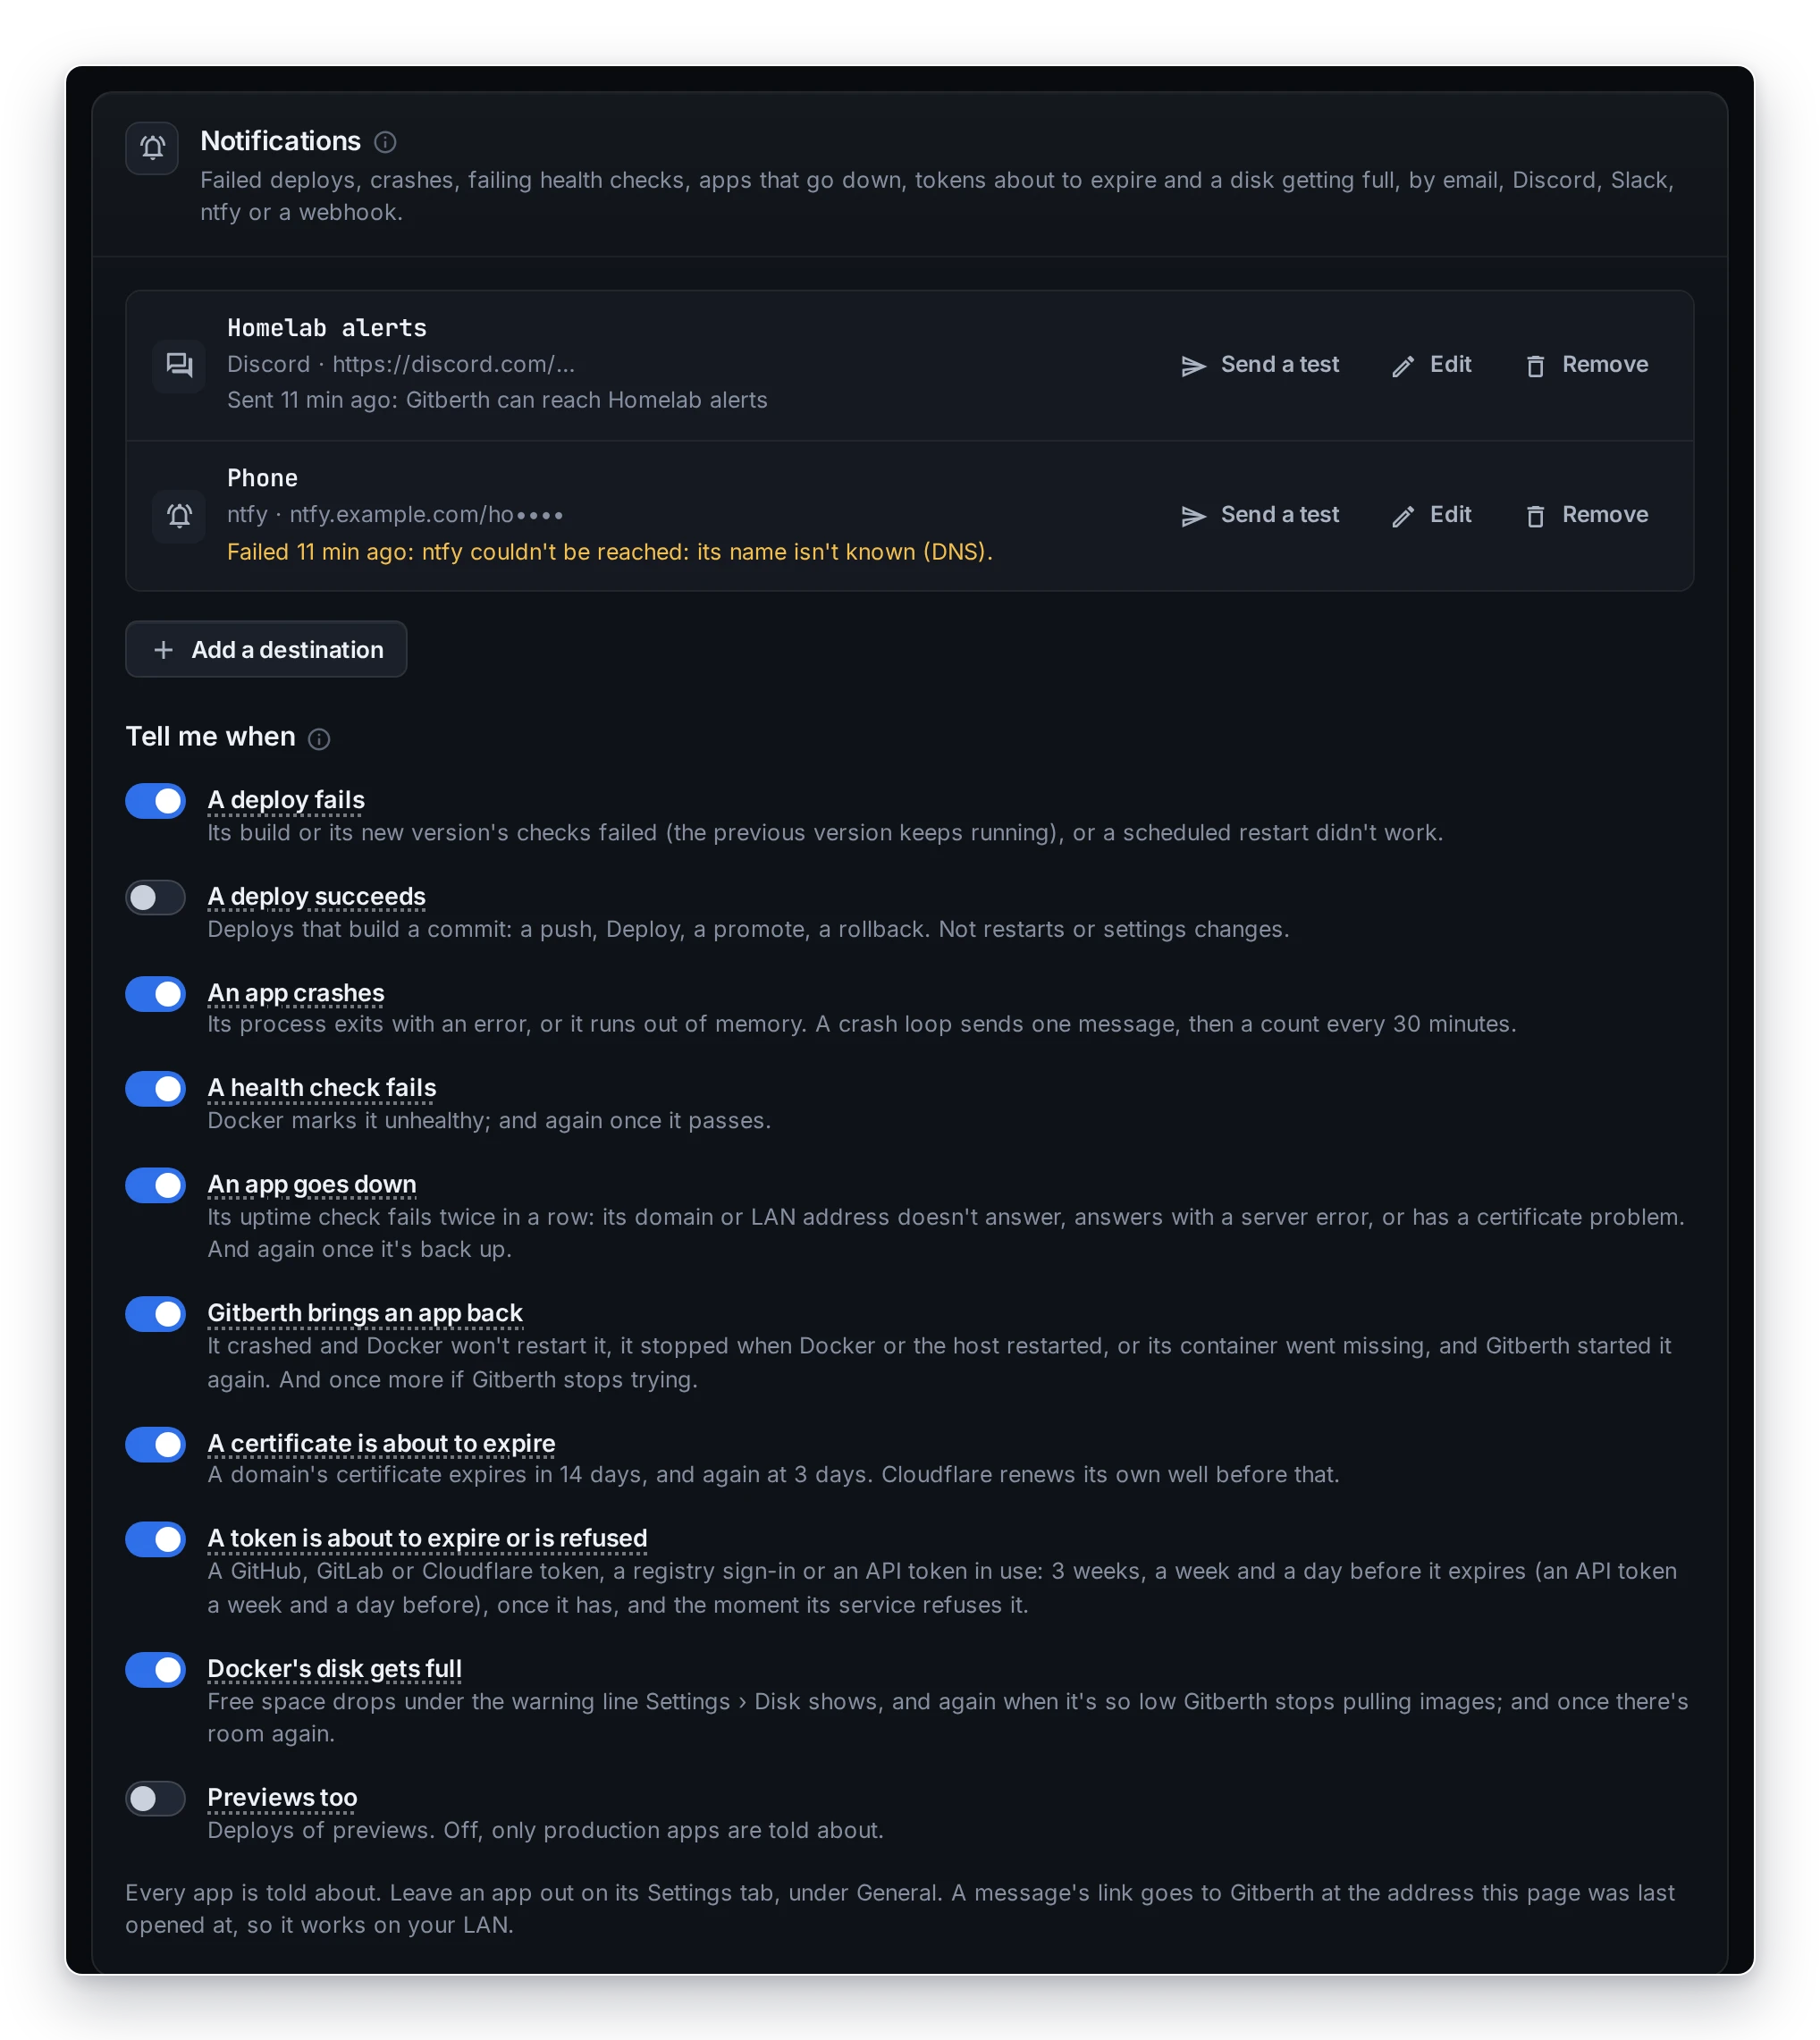 Notifications
Failed deploys, crashes, failing health checks, apps that go down, tokens about to expire and a disk getting full, by email, Discord, Slack,
ntfy or a webhook.
Homelab alerts
Discord · https://discord.com/...
Sent 11 min ago: Gitberth can reach Homelab alerts
Send a test
Edit
Remove
Phone
ntfy · ntfy.example.com/ho••••
Failed 11 min ago: ntfy couldn't be reached: its name isn't known (DNS).
Send a test
Edit
Remove
Add a destination
Tell me when
A deploy fails
Its build or its new version's checks failed (the previous version keeps running), or a scheduled restart didn't work.
A deploy succeeds
Deploys that build a commit: a push, Deploy, a promote, a rollback. Not restarts or settings changes.
An app crashes
Its process exits with an error, or it runs out of memory. A crash loop sends one message, then a count every 30 minutes.
A health check fails
Docker marks it unhealthy; and again once it passes.
An app goes down
Its uptime check fails twice in a row: its domain or LAN address doesn't answer, answers with a server error, or has a certificate problem.
And again once it's back up.
Gitberth brings an app back
It crashed and Docker won't restart it, it stopped when Docker or the host restarted, or its container went missing, and Gitberth started it
again. And once more if Gitberth stops trying.
A certificate is about to expire
A domain's certificate expires in 14 days, and again at 3 days. Cloudflare renews its own well before that.
A token is about to expire or is refused
A GitHub, GitLab or Cloudflare token, a registry sign-in or an API token in use: 3 weeks, a week and a day before it expires (an API token
a week and a day before), once it has, and the moment its service refuses it.
Docker's disk gets full
Free space drops under the warning line Settings › Disk shows, and again when it's so low Gitberth stops pulling images; and once there's
room again.
Previews too
Deploys of previews. Off, only production apps are told about.
Every app is told about. Leave an app out on its Settings tab, under General. A message's link goes to Gitberth at the address this page was last
opened at, so it works on your LAN.